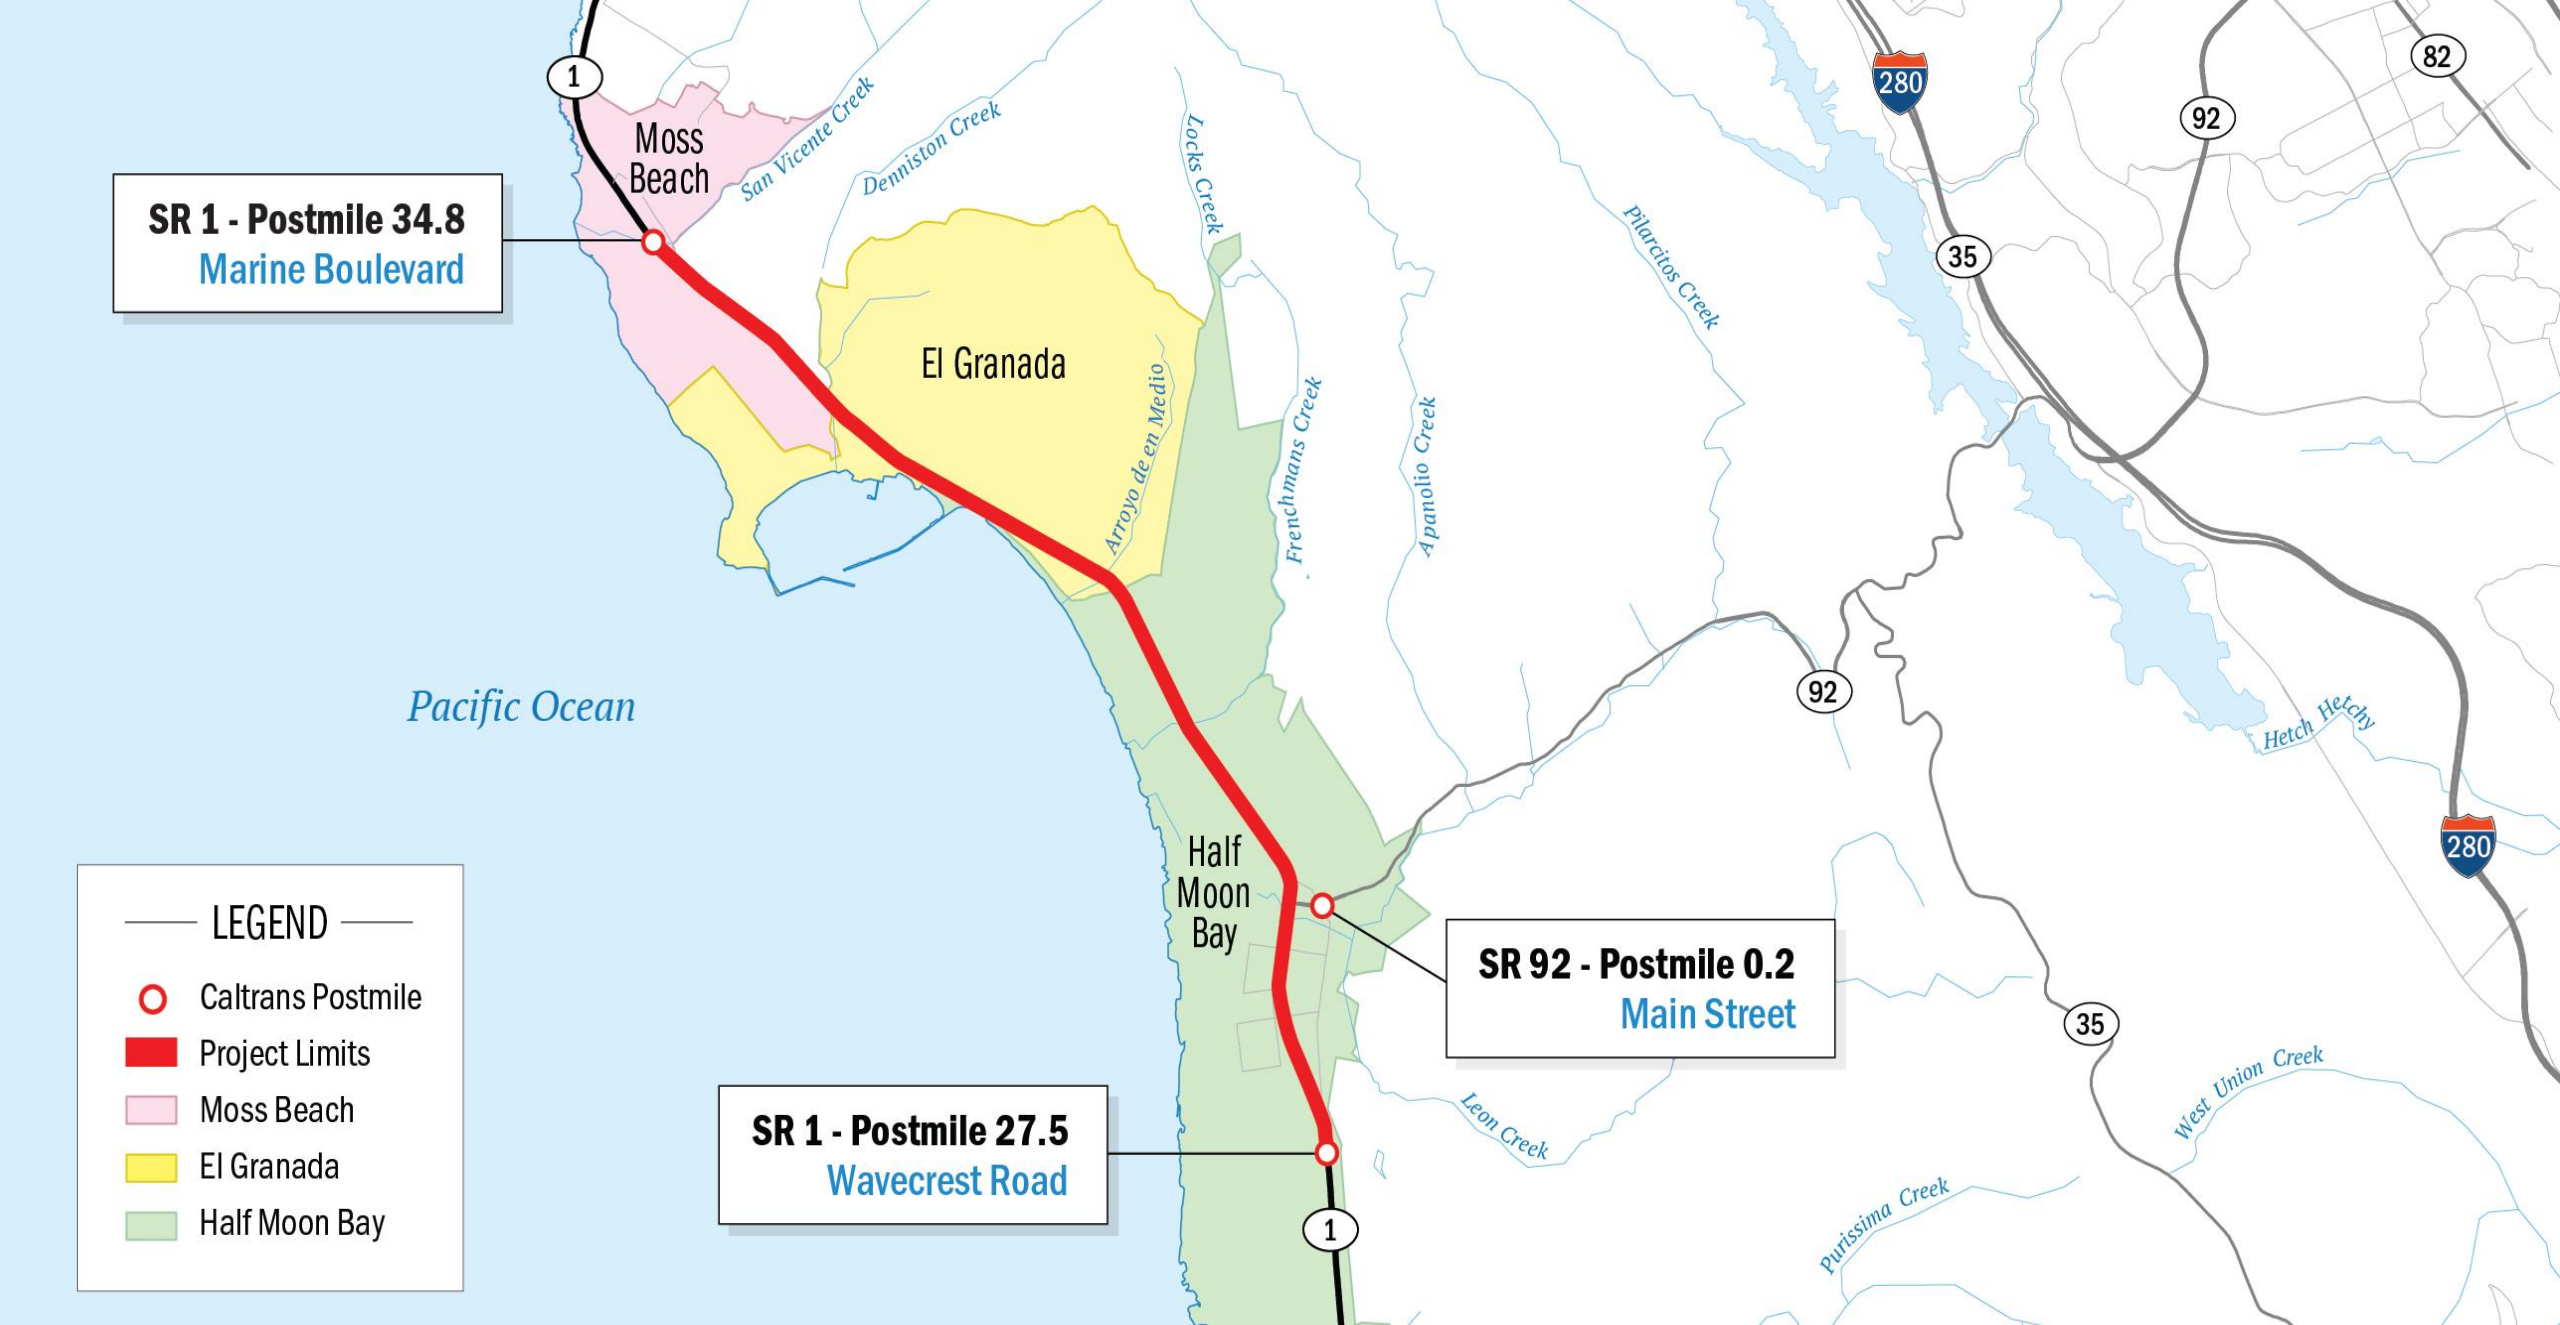 1
Moss
Beach
San Vicente Creek
Denniston Creek
Locks Creek
280
92
82
SR 1 - Postmile 34.8
Marine Boulevard
35
Pilarcitos Creek
El Granada
Arroyo de en Medio
Frenchmans Creek
Apanolio Creek
Pacific Ocean
92
Hetch Hetchy
280
Half
Moon
Bay
SR 92 - Postmile 0.2
Main Street
35
LEGEND
Caltrans Postmile
Project Limits
Moss Beach
El Granada
Half Moon Bay
SR 1 - Postmile 27.5
Wavecrest Road
1
Leon Creek
West Union Creek
Purissima Creek